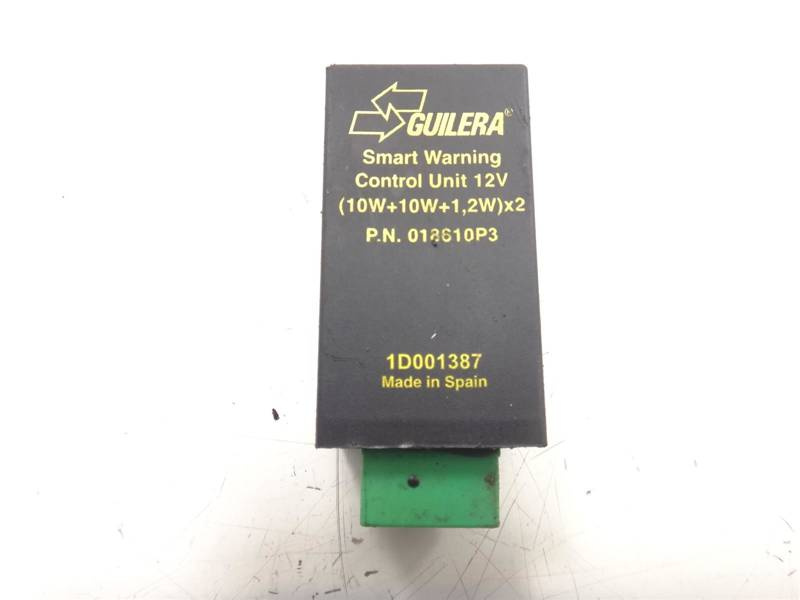 GUILERA®
Smart Warning
Control Unit 12V
(10W+10W+1,2W)x2
P.N. 018610P3
1D001387
Made in Spain